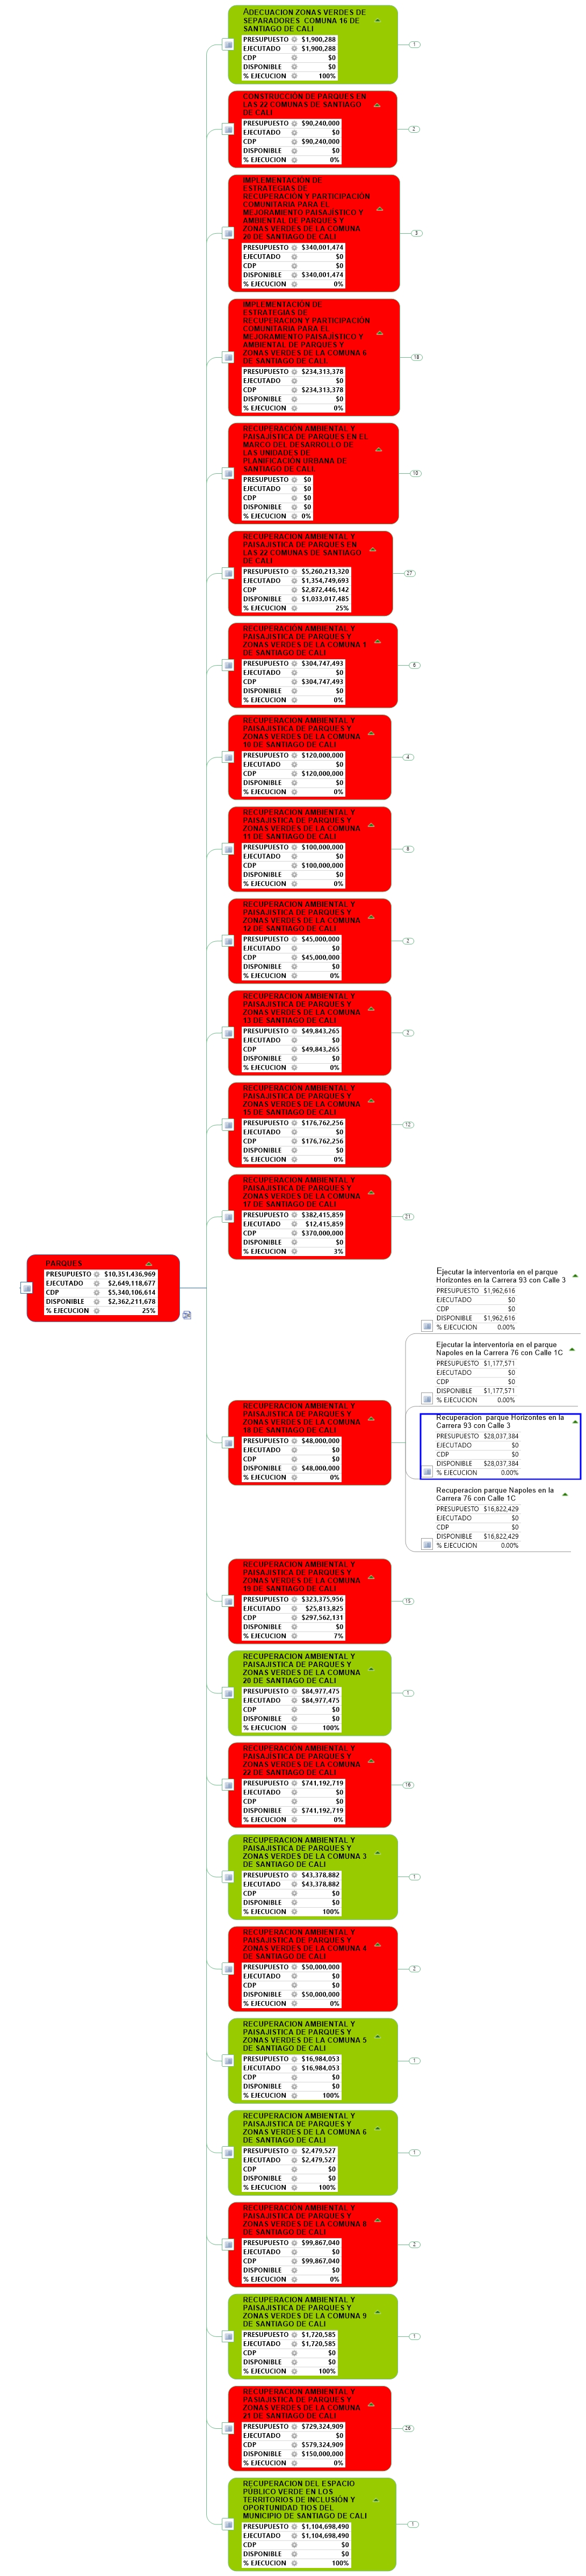 ADECUACION ZONAS VERDES DE
SEPARADORES COMUNA 16 DE
SANTIAGO DE CALI
PRESUPUESTO $1,900,288
EJECUTADO $1,900,288
CDP $0
DISPONIBLE $0
% EJECUCION 100%
1
CONSTRUCCIÓN DE PARQUES EN
LAS 22 COMUNAS DE SANTIAGO
DE CALI
PRESUPUESTO $90,240,000
EJECUTADO $0
CDP $90,240,000
DISPONIBLE $0
% EJECUCION 0%
2
IMPLEMENTACIÓN DE
ESTRATEGIAS DE
RECUPERACIÓN Y PARTICIPACIÓN
COMUNITARIA PARA EL
MEJORAMIENTO PAISAJÍSTICO Y
AMBIENTAL DE PARQUES Y
ZONAS VERDES DE LA COMUNA
20 DE SANTIAGO DE CALI
PRESUPUESTO $340,001,474
EJECUTADO $0
CDP $0
DISPONIBLE $340,001,474
% EJECUCION 0%
3
IMPLEMENTACIÓN DE
ESTRATEGIAS DE
RECUPERACION Y PARTICIPACIÓN
COMUNITARIA PARA EL
MEJORAMIENTO PAISAJÍSTICO Y
AMBIENTAL DE PARQUES Y
ZONAS VERDES DE LA COMUNA
DE SANTIAGO DE CALI.
PRESUPUESTO $234,313,378
EJECUTADO $0
CDP $234,313,378
DISPONIBLE $0
% EJECUCION 0%
RECUPERACIÓN AMBIENTAL Y
PAISAJÍSTICA DE PARQUES EN EL
MARCO DEL DESARROLLO DE
LAS UNIDADES DE
PLANIFICACIÓN URBANA DE
SANTIAGO DE CALI
PRESUPUESTO $0
EJECUTADO $0
CDP $0
DISPONIBLE $0
% EJECUCION 0%
10
RECUPERACION AMBIENTAL Y
PAISAJISTICA DE PARQUES EN
LAS 22 COMUNAS DE SANTIAGO
DE CALI
PRESUPUESTO $5,260,213,320
EJECUTADO $1,354,749,693
CDP $2,872,446,142
DISPONIBLE $1,033,017,485
% EJECUCION 25%
27
RECUPERACION AMBIENTAL Y
PAISAJISTICA DE PARQUES Y
ZONAS VERDES DE LA COMUNA 1
DE SANTIAGO DE CALI
PRESUPUESTO $304,747,493
EJECUTADO $0
CDP $304,747,493
DISPONIBLE $0
% EJECUCION 0%
6
RECUPERACION AMBIENTAL Y
PAISAJISTICA DE PARQUES Y
ZONAS VERDES DE LA COMUNA
10 DE SANTIAGO DE CALI
PRESUPUESTO $120,000,000
EJECUTADO $0
CDP $120,000,000
DISPONIBLE $0
% EJECUCION 0%
4
RECUPERACION AMBIENTAL Y
PAISAJISTICA DE PARQUES Y
ZONAS VERDES DE LA COMUNA
11 DE SANTIAGO DE CALI
PRESUPUESTO $100,000,000
EJECUTADO $0
CDP $100,000,000
DISPONIBLE $0
% EJECUCION 0%
8
RECUPERACION AMBIENTAL Y
PAISAJISTICA DE PARQUES Y
ZONAS VERDES DE LA COMUNA
12 DE SANTIAGO DE CALI
PRESUPUESTO $45,000,000
EJECUTADO $0
CDP $45,000,000
DISPONIBLE $0
% EJECUCION 0%
2
RECUPERACION AMBIENTAL Y
PAISAJISTICA DE PARQUES Y
ZONAS VERDES DE LA COMUNA
13 DE SANTIAGO DE CALI
PRESUPUESTO $49,843,265
EJECUTADO $0
CDP $49,843,265
DISPONIBLE $0
% EJECUCION 0%
2
RECUPERACION AMBIENTAL Y
PAISAJISTICA DE PARQUES Y
ZONAS VERDES DE LA COMUNA
15 DE SANTIAGO DE CALI
PRESUPUESTO $176,762,256
EJECUTADO $0
CDP $176,762,256
DISPONIBLE $0
% EJECUCION 0%
12
RECUPERACION AMBIENTAL Y
PAISAJISTICA DE PARQUES Y
ZONAS VERDES DE LA COMUNA
17 DE SANTIAGO DE CALI
PRESUPUESTO $382,415,859
EJECUTADO $12,415,859
CDP $370,000,000
DISPONIBLE $0
% EJECUCION 3%
21
PARQUES
PRESUPUESTO $10,351,436,969
EJECUTADO $2,649,118,677
CDP $5,340,106,614
DISPONIBLE $2,362,211,678
% EJECUCION 25%
RECUPERACION AMBIENTAL Y
PAISAJISTICA DE PARQUES Y
ZONAS VERDES DE LA COMUNA
18 DE SANTIAGO DE CALI
PRESUPUESTO $48,000,000
EJECUTADO $0
CDP $0
DISPONIBLE $48,000,000
% EJECUCION 0%
Ejecutar la interventoria en el parque
Horizontes en la Carrera 93 con Calle 3
PRESUPUESTO $1,962,616
EJECUTADO $0
CDP $0
DISPONIBLE $1,962,616
% EJECUCION 0.00%
Ejecutar la interventoria en el parque
Napoles en la Carrera 76 con Calle 1C
PRESUPUESTO $1,177,571
EJECUTADO $0
CDP $0
DISPONIBLE $1,177,571
% EJECUCION 0.00%
Recuperacion parque Horizontes en la
Carrera 93 con Calle 3
PRESUPUESTO $28,037,384
EJECUTADO $0
CDP $0
DISPONIBLE $28,037,384
% EJECUCION 0.00%
Recuperacion parque Napoles en la
Carrera 76 con Calle 1C
PRESUPUESTO $16,822,429
EJECUTADO $0
CDP $0
DISPONIBLE $16,822,429
% EJECUCION 0.00%
RECUPERACION AMBIENTAL Y
PAISAJISTICA DE PARQUES Y
ZONAS VERDES DE LA COMUNA
19 DE SANTIAGO DE CALI
PRESUPUESTO $323,375,956
EJECUTADO $25,813,825
CDP $297,562,131
DISPONIBLE $0
% EJECUCION 7%
15
RECUPERACION AMBIENTAL Y
PAISAJISTICA DE PARQUES Y
ZONAS VERDES DE LA COMUNA
20 DE SANTIAGO DE CALI
PRESUPUESTO $84,977,475
EJECUTADO $84,977,475
CDP $0
DISPONIBLE $0
% EJECUCION 100%
1
RECUPERACION AMBIENTAL Y
PAISAJISTICA DE PARQUES Y
ZONAS VERDES DE LA COMUNA
22 DE SANTIAGO DE CALI
PRESUPUESTO $741,192,719
EJECUTADO $0
CDP $0
DISPONIBLE $741,192,719
% EJECUCION 0%
16
RECUPERACION AMBIENTAL Y
PAISAJISTICA DE PARQUES Y
ZONAS VERDES DE LA COMUNA 3
DE SANTIAGO DE CALI
PRESUPUESTO $43,378,882
EJECUTADO $43,378,882
CDP $0
DISPONIBLE $0
% EJECUCION 100%
1
RECUPERACION AMBIENTAL Y
PAISAJISTICA DE PARQUES Y
ZONAS VERDES DE LA COMUNA 4
DE SANTIAGO DE CALI
PRESUPUESTO $50,000,000
EJECUTADO $0
CDP $0
DISPONIBLE $50,000,000
% EJECUCION 0%
2
RECUPERACION AMBIENTAL Y
PAISAJISTICA DE PARQUES Y
ZONAS VERDES DE LA COMUNA 5
DE SANTIAGO DE CALI
PRESUPUESTO $16,984,053
EJECUTADO $16,984,053
CDP $0
DISPONIBLE $0
% EJECUCION 100%
1
RECUPERACION AMBIENTAL Y
PAISAJISTICA DE PARQUES Y
ZONAS VERDES DE LA COMUNA 6
DE SANTIAGO DE CALI
PRESUPUESTO $2,479,527
EJECUTADO $2,479,527
CDP $0
DISPONIBLE $0
% EJECUCION 100%
1
RECUPERACION AMBIENTAL Y
PAISAJISTICA DE PARQUES Y
ZONAS VERDES DE LA COMUNA 8
DE SANTIAGO DE CALI
PRESUPUESTO $99,867,040
EJECUTADO $0
CDP $99,867,040
DISPONIBLE $0
% EJECUCION 0%
2
RECUPERACION AMBIENTAL Y
PAISAJISTICA DE PARQUES Y
ZONAS VERDES DE LA COMUNA 9
DE SANTIAGO DE CALI
PRESUPUESTO $1,720,585
EJECUTADO $1,720,585
CDP $0
DISPONIBLE $0
% EJECUCION 100%
1
RECUPERACION AMBIENTAL Y
PASIAJISTICA DE PARQUES Y
ZONAS VERDES DE LA COMUNA
21 DE SANTIAGO DE CALI
PRESUPUESTO $729,324,909
EJECUTADO $0
CDP $579,324,909
DISPONIBLE $150,000,000
% EJECUCION 0%
26
RECUPERACION DEL ESPACIO
PÚBLICO VERDE EN LOS
TERRITORIOS DE INCLUSIÓN Y
OPORTUNIDAD TIOS DEL
MUNICIPIO DE SANTIAGO DE CALI
PRESUPUESTO $1,104,698,490
EJECUTADO $1,104,698,490
CDP $0
DISPONIBLE $0
% EJECUCION 100%
1